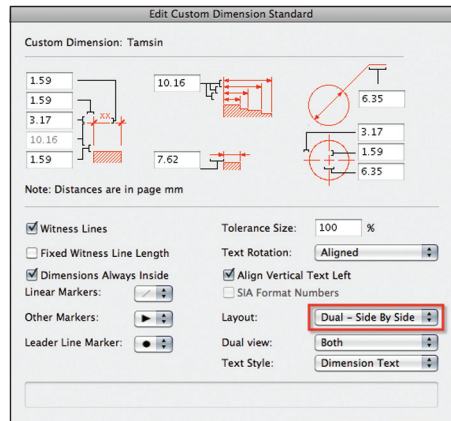 Edit Custom Dimension Standard
Custom Dimension: Tamsin
1.59
1.59
3.17
10.16
1.59
xx
10.16
7.62
6.35
3.17
1.59
6.35
Note: Distances are in page mm
Witness Lines
Fixed Witness Line Length
Dimensions Always Inside
Linear Markers:
Other Markers:
Leader Line Marker:
Tolerance Size: 100 %
Text Rotation: Aligned
Align Vertical Text Left
SIA Format Numbers
Layout: Dual - Side By Side
Dual view: Both
Text Style: Dimension Text